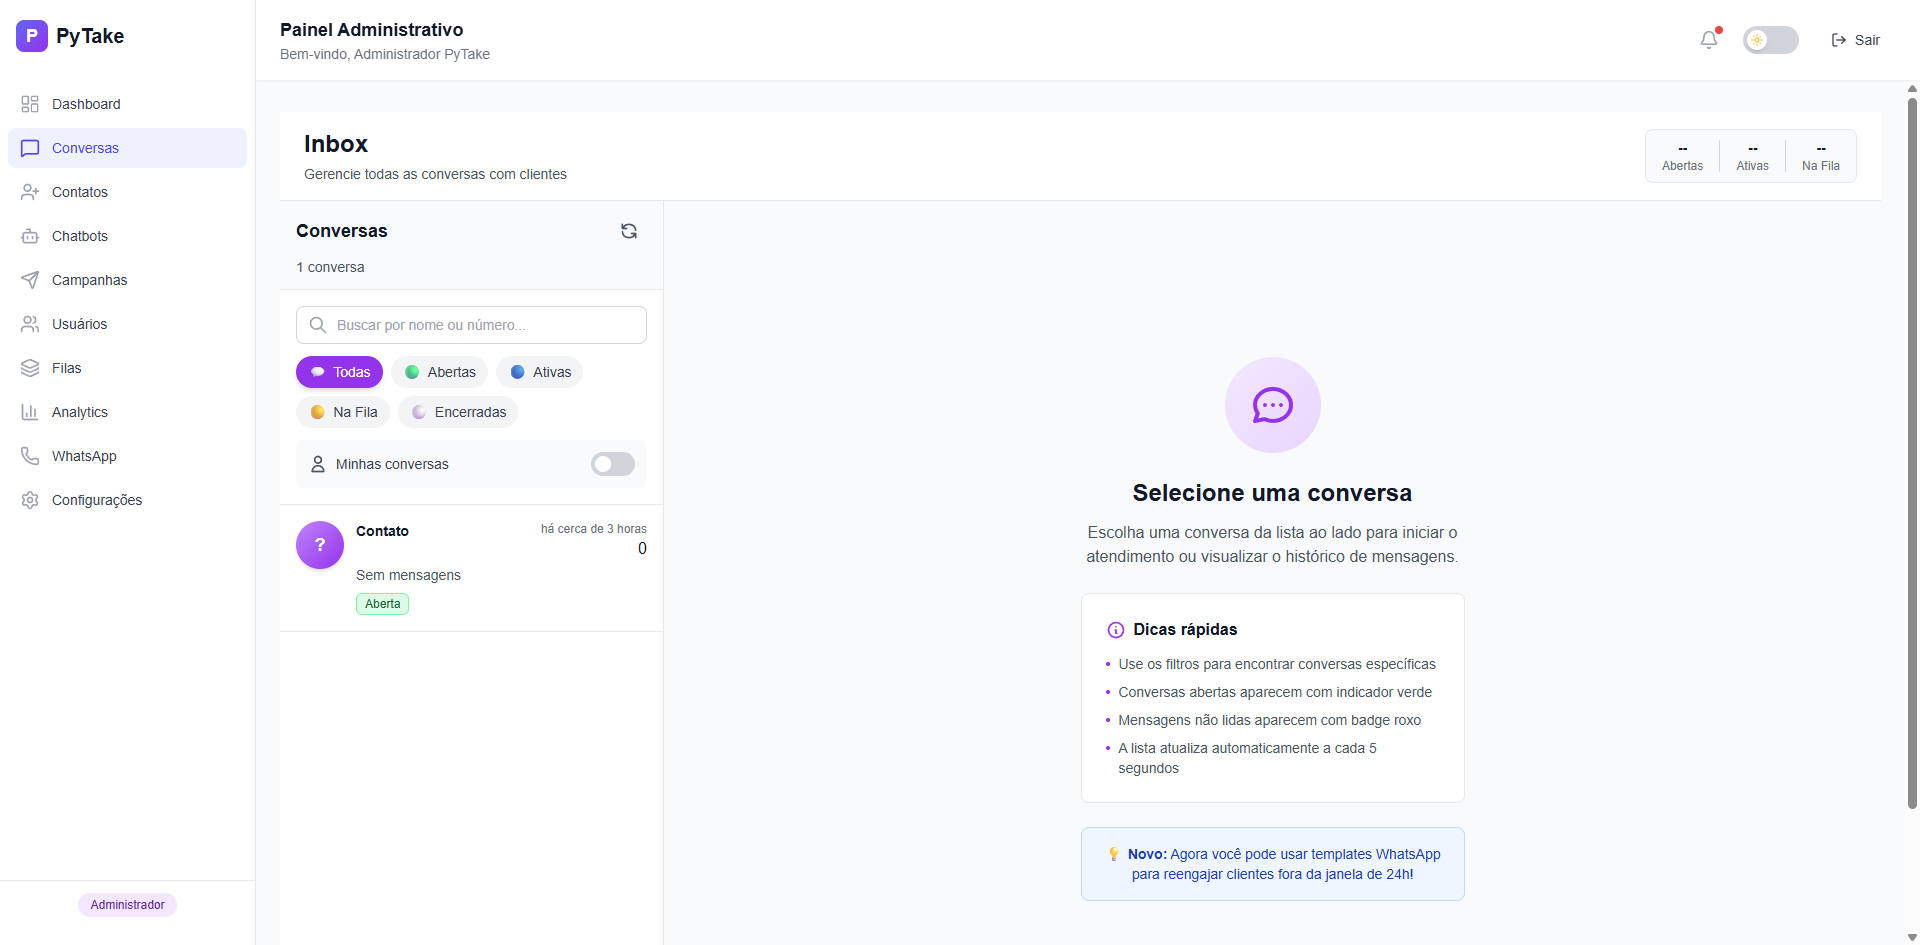 P PyTake
Dashboard
Conversas
Contatos
Chatbots
Campanhas
Usuários
Filas
Analytics
WhatsApp
Configurações
Administrador
Painel Administrativo
Bem-vindo, Administrador PyTake
Sair
Inbox
Gerencie todas as conversas com clientes
-- -- --
Abertas Ativas Na Fila
Conversas
1 conversa
Buscar por nome ou número...
Todas Abertas Ativas
Na Fila Encerradas
Minhas conversas
? Contato há cerca de 3 horas
0
Sem mensagens
Aberta
Selecione uma conversa
Escolha uma conversa da lista ao lado para iniciar o
atendimento ou visualizar o histórico de mensagens.
Dicas rápidas
• Use os filtros para encontrar conversas específicas
• Conversas abertas aparecem com indicador verde
• Mensagens não lidas aparecem com badge roxo
• A lista atualiza automaticamente a cada 5
segundos
💡 Novo: Agora você pode usar templates WhatsApp
para reengajar clientes fora da janela de 24h!